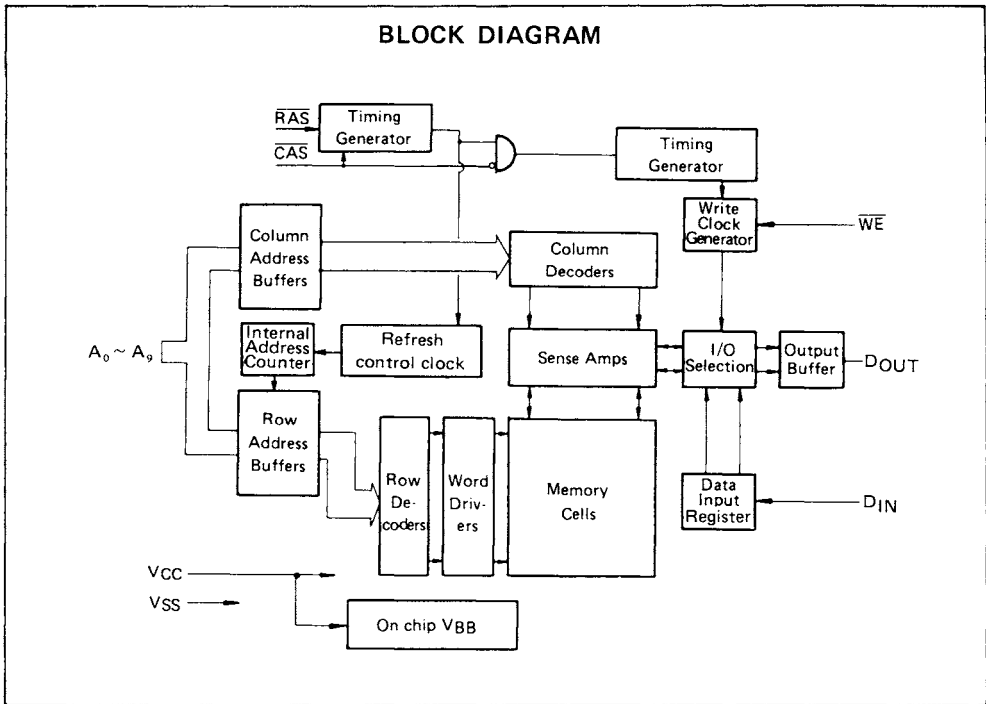 BLOCK DIAGRAM
RAS
CAS
Timing
Generator
Timing
Generator
Write
Clock
Generator
WE
Column
Address
Buffers
Column
Decoders
A0 ~ A9
Internal
Address
Counter
Refresh
control clock
Sense Amps
I/O
Selection
Output
Buffer
DOUT
Row
Address
Buffers
Row
De-
coders
Word
Driv-
ers
Memory
Cells
Data
Input
Register
DIN
VCC
VSS
On chip VBB